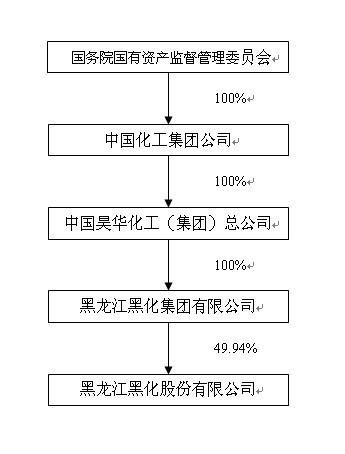 国务院国有资产监督管理委员会
100%
中国化工集团公司
100%
中国昊华化工（集团）总公司
100%
黑龙江黑化集团有限公司
49.94%
黑龙江黑化股份有限公司